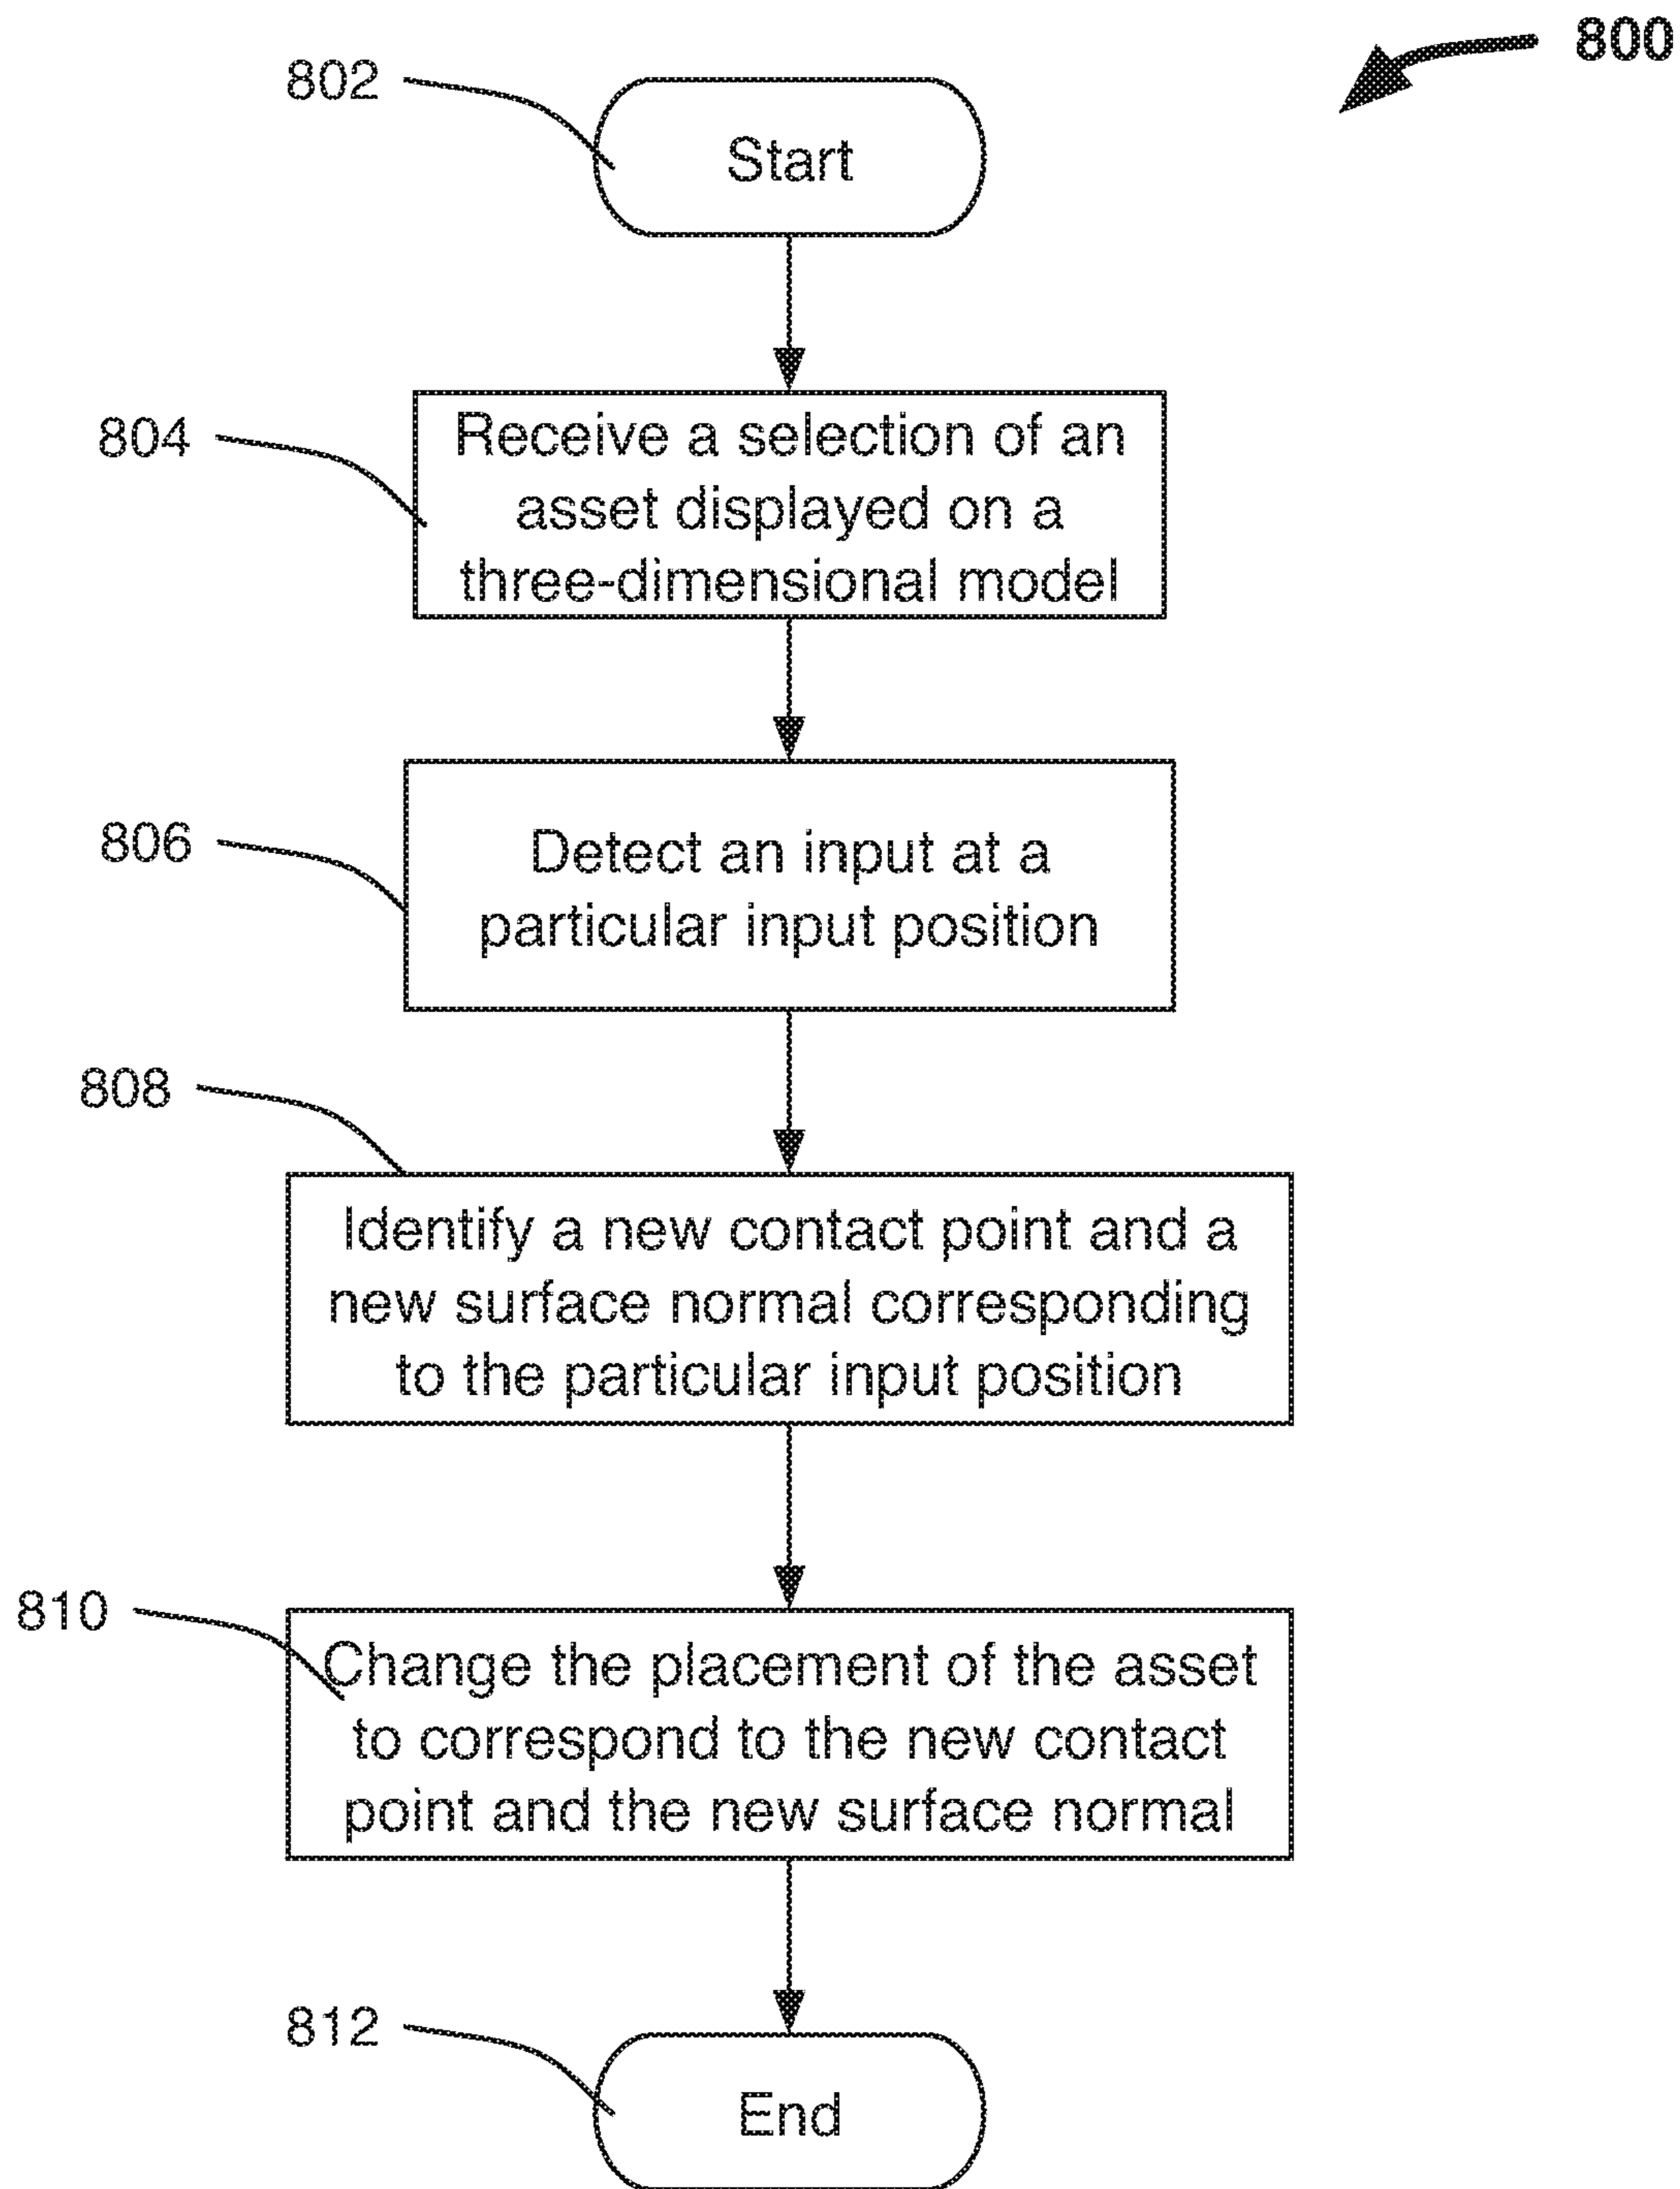 800
802
Start
804
Receive a selection of an
asset displayed on a
three-dimensional model
806
Detect an input at a
particular input position
808
Identify a new contact point and a
new surface normal corresponding
to the particular input position
810
Change the placement of the asset
to correspond to the new contact
point and the new surface normal
812
End